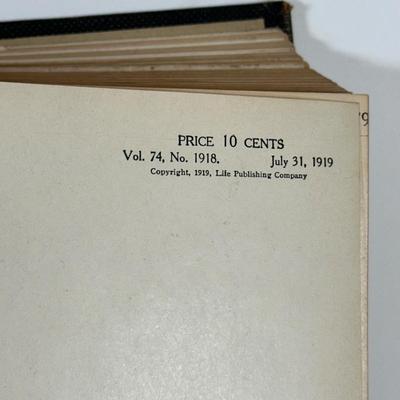 PRICE 10 CENTS
Vol. 74, No. 1918. July 31, 1919
Copyright, 1919, Life Publishing Company